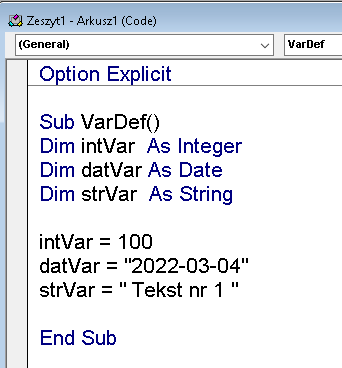 Zeszyt1 - Arkusz1 (Code)
(General) VarDef
Option Explicit
Sub VarDef()
Dim intVar  As Integer
Dim datVar As Date
Dim strVar  As String
intVar = 100
datVar = "2022-03-04"
strVar = " Tekst nr 1 "
End Sub